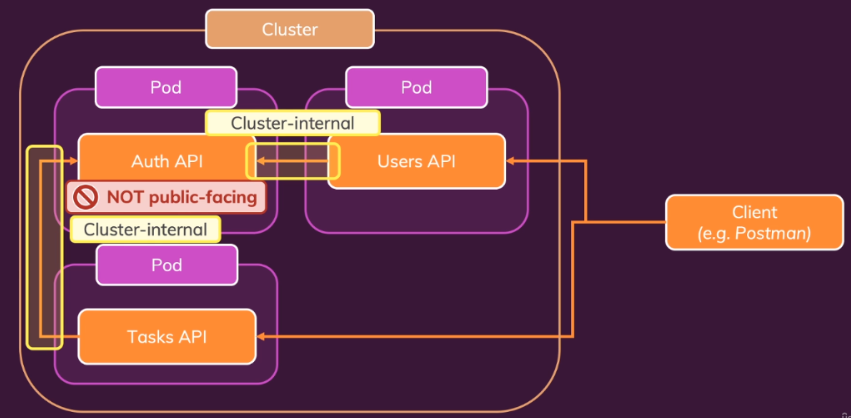 Cluster
Pod
Pod
Cluster-internal
Auth API
Users API
NOT public-facing
Cluster-internal
Client
(e.g. Postman)
Pod
Tasks API